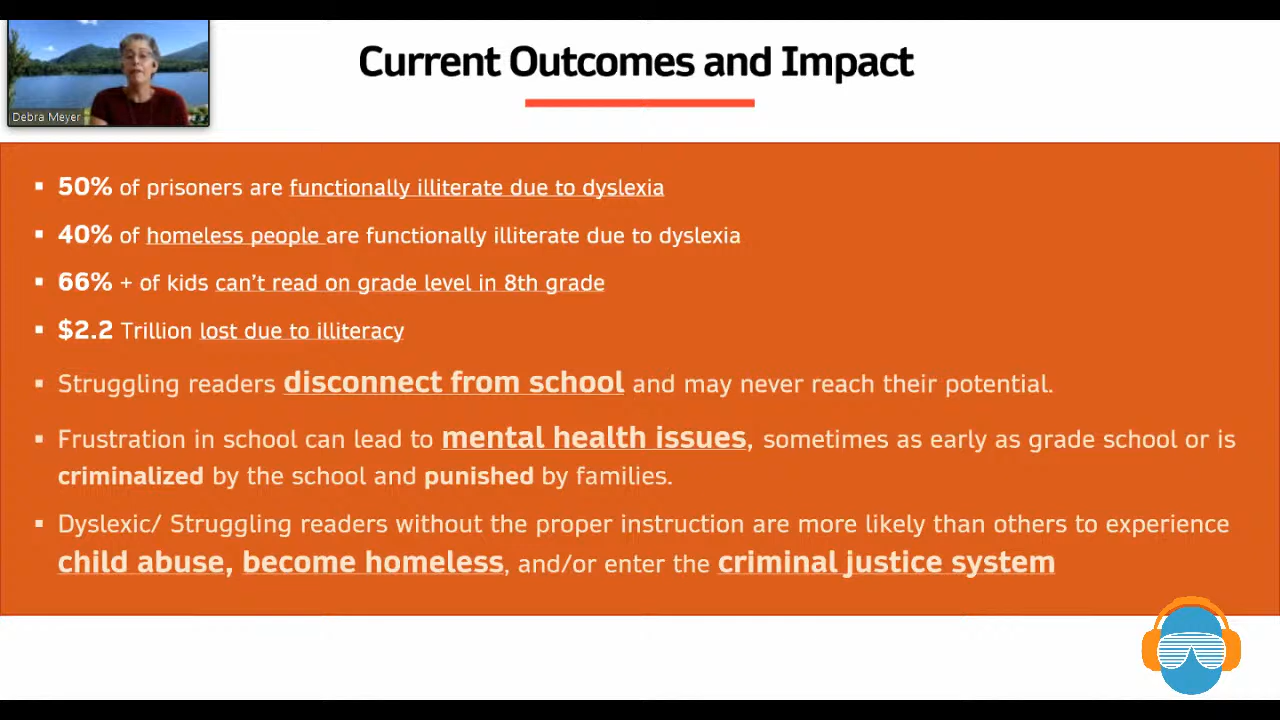 Current Outcomes and Impact
Debra Meyer
▪ 50% of prisoners are functionally illiterate due to dyslexia
▪ 40% of homeless people are functionally illiterate due to dyslexia
▪ 66% + of kids can't read on grade level in 8th grade
▪ $2.2 Trillion lost due to illiteracy
▪ Struggling readers disconnect from school and may never reach their potential.
▪ Frustration in school can lead to mental health issues, sometimes as early as grade school or is
criminalized by the school and punished by families.
▪ Dyslexic/ Struggling readers without the proper instruction are more likely than others to experience
child abuse, become homeless, and/or enter the criminal justice system